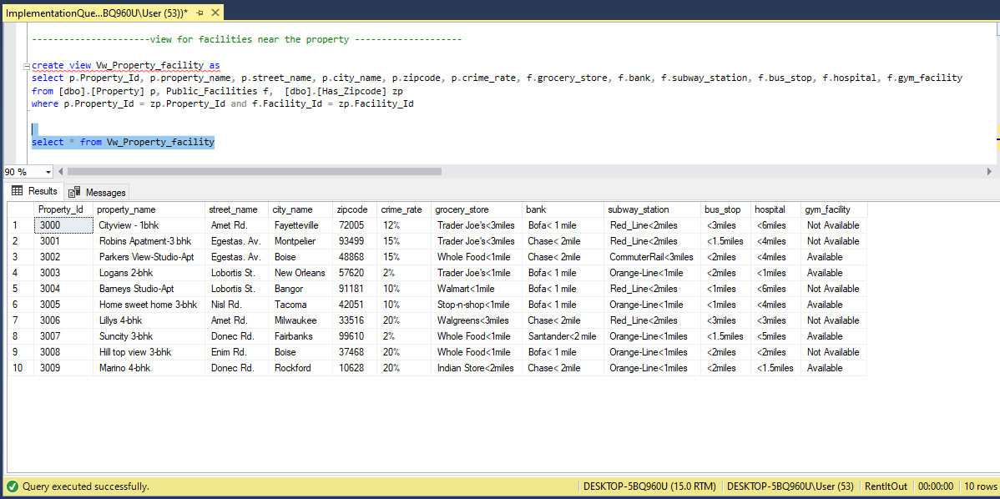 ImplementationQue...BQ960U\User (53))*
----------------------view for facilities near the property --------------------
create view Vw_Property_facility as
select p.Property_Id, p.property_name, p.street_name, p.city_name, p.zipcode, p.crime_rate, f.grocery_store, f.bank, f.subway_station, f.bus_stop, f.hospital, f.gym_facility
from [dbo].[Property] p, Public_Facilities f,  [dbo].[Has_Zipcode] zp
where p.Property_Id = zp.Property_Id and f.Facility_Id = zp.Facility_Id
select * from Vw_Property_facility
90 %
Results Messages
Property_Id property_name street_name city_name zipcode crime_rate grocery_store bank subway_station bus_stop hospital gym_facility
1 3000 Cityview - 1bhk Amet Rd. Fayetteville 72005 12% Trader Joe's<3miles Bofa< 1 mile Red_Line<2miles <3miles <6miles Not Available
2 3001 Robins Apatment-3 bhk Egestas. Av. Montpelier 93499 15% Trader Joe's<3miles Chase< 2mile Red_Line<2miles <1.5miles <4miles Not Available
3 3002 Parkers View-Studio-Apt Egestas. Av. Boise 48868 15% Whole Food<1mile Chase< 2mile CommuterRail<3miles <2miles <4miles Available
4 3003 Logans 2-bhk Lobortis St. New Orleans 57620 2% Trader Joe's<1mile Bofa< 1 mile Orange-Line<1mile <2miles <1miles Available
5 3004 Barneys Studio-Apt Lobortis St. Bangor 91181 10% Walmart<1mile Bofa< 1 mile Red_Line<2miles <1miles <6miles Not Available
6 3005 Home sweet home 3-bhk Nisl Rd. Tacoma 42051 10% Stop-n-shop<1mile Bofa< 1 mile Orange-Line<1mile <1miles <4miles Available
7 3006 Lillys 4-bhk Amet Rd. Milwaukee 33516 20% Walgreens<3miles Chase< 2mile Red_Line<2miles <3miles <3miles Not Available
8 3007 Suncity 3-bhk Donec Rd. Fairbanks 99610 2% Whole Food<1mile Santander<2 mile Orange-Line<1miles <1.5miles <5miles Available
9 3008 Hill top view 3-bhk Enim Rd. Boise 37468 20% Whole Food<1mile Bofa< 1 mile Orange-Line<1miles <2miles <2miles Not Available
10 3009 Marino 4-bhk Donec Rd. Rockford 10628 20% Indian Store<2miles Chase< 2mile Orange-Line<1miles <2miles <1.5miles Available
Query executed successfully. DESKTOP-5BQ960U (15.0 RTM) DESKTOP-5BQ960U\User (53) RentItOut 00:00:00 10 rows